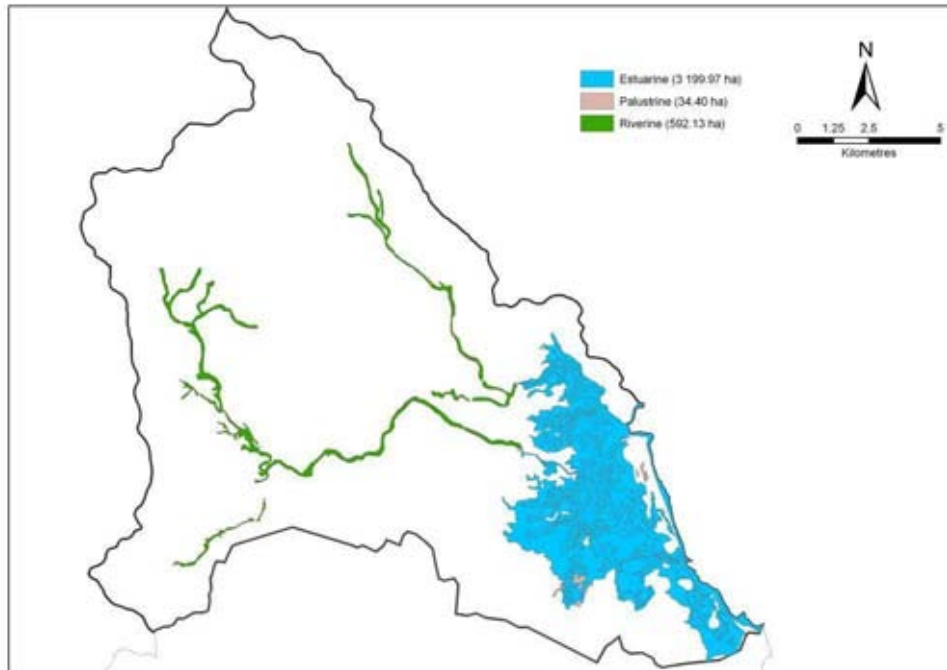 Estuarine (3 199.97 ha)
Palustrine (34.40 ha)
Riverine (592.13 ha)
N
0 1.25 2.5 5
Kilometres